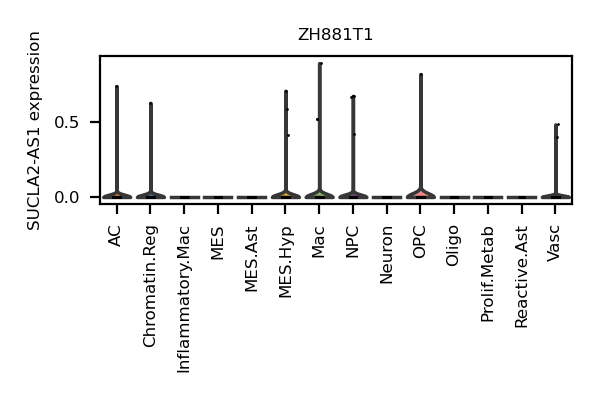 ZH881T1
SUCLA2-AS1 expression
0.5
0.0
AC
Chromatin.Reg
Inflammatory.Mac
MES
MES.Ast
MES.Hyp
Mac
NPC
Neuron
OPC
Oligo
Prolif.Metab
Reactive.Ast
Vasc